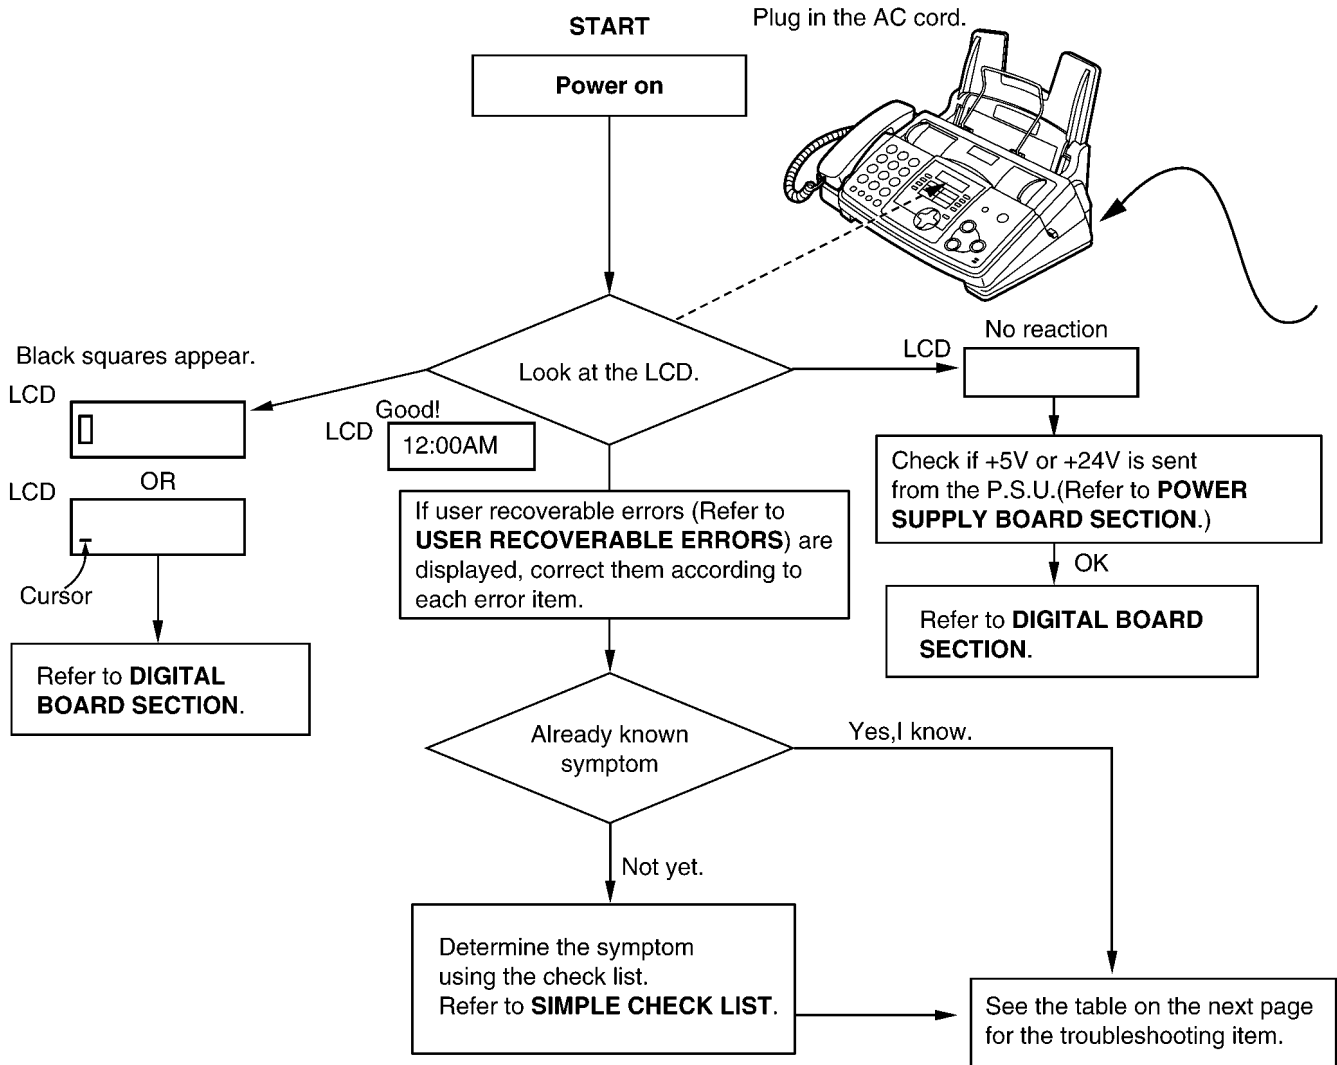 START
Plug in the AC cord.
Power on
Look at the LCD.
Black squares appear.
LCD
OR
LCD
Cursor
Refer to DIGITAL
BOARD SECTION.
Good!
LCD
12:00AM
No reaction
LCD
Check if +5V or +24V is sent
from the P.S.U.(Refer to POWER
SUPPLY BOARD SECTION.)
OK
Refer to DIGITAL BOARD
SECTION.
If user recoverable errors (Refer to
USER RECOVERABLE ERRORS) are
displayed, correct them according to
each error item.
Already known
symptom
Yes,I know.
Not yet.
Determine the symptom
using the check list.
Refer to SIMPLE CHECK LIST.
See the table on the next page
for the troubleshooting item.